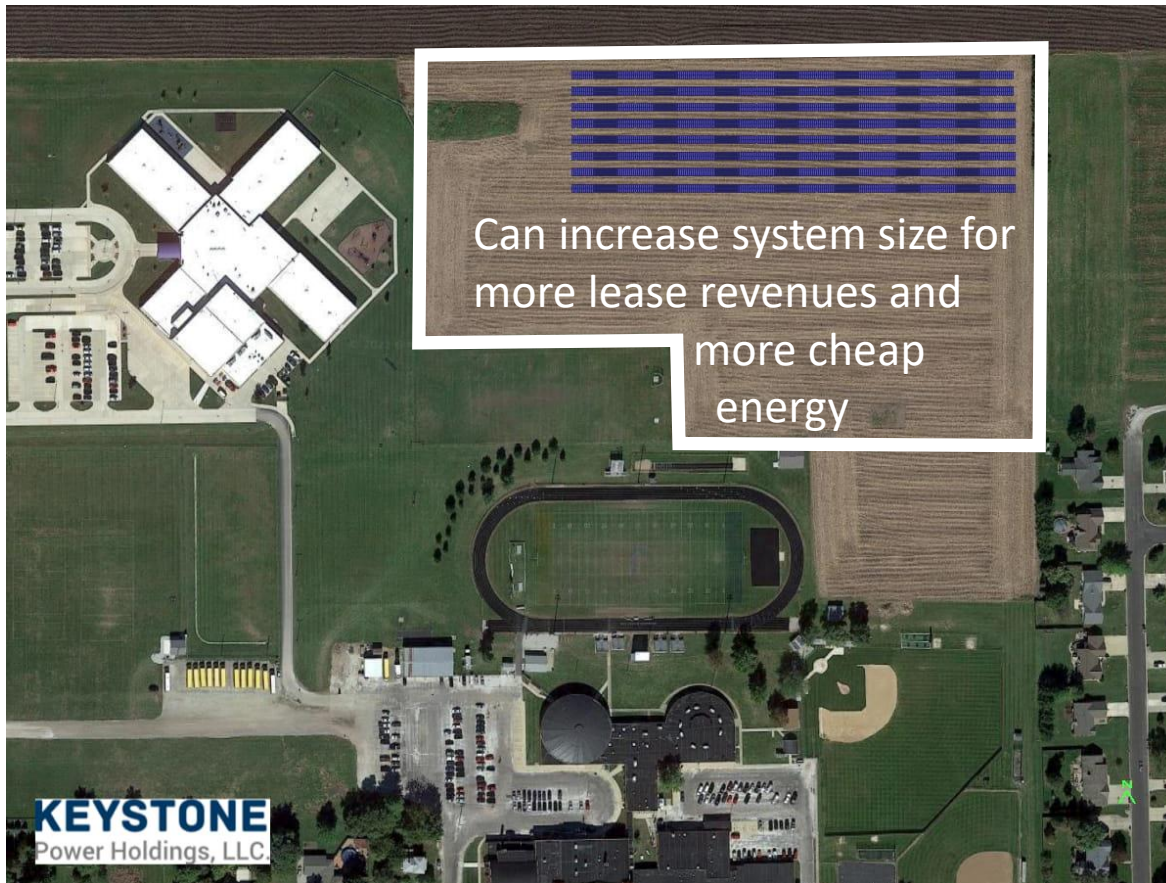 Can increase system size for
more lease revenues and
more cheap
energy
KEYSTONE
Power Holdings, LLC.
N